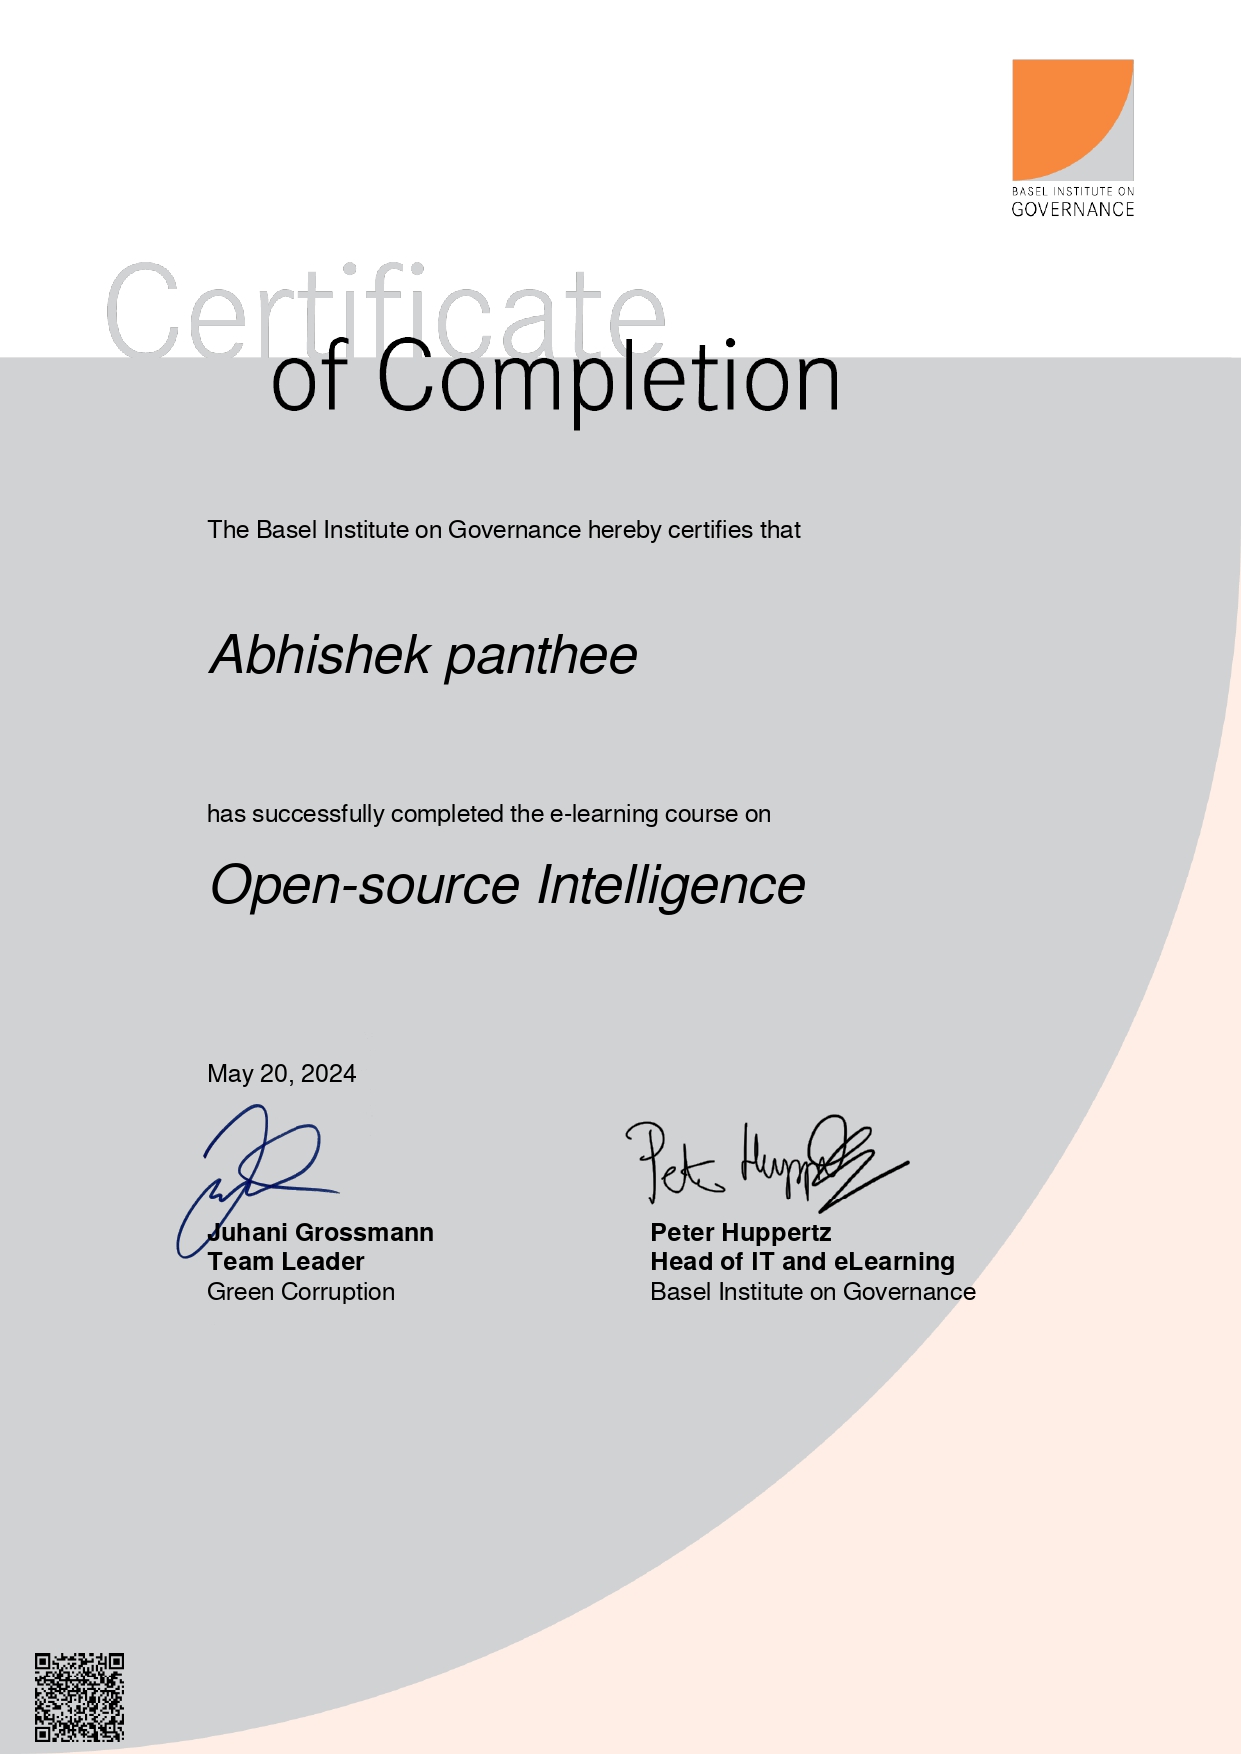 BASEL INSTITUTE ON
GOVERNANCE
Certificate
of Completion
The Basel Institute on Governance hereby certifies that
Abhishek panthee
has successfully completed the e-learning course on
Open-source Intelligence
May 20, 2024
Peter Huppertz
Juhani Grossmann
Team Leader
Green Corruption
Peter Huppertz
Head of IT and eLearning
Basel Institute on Governance